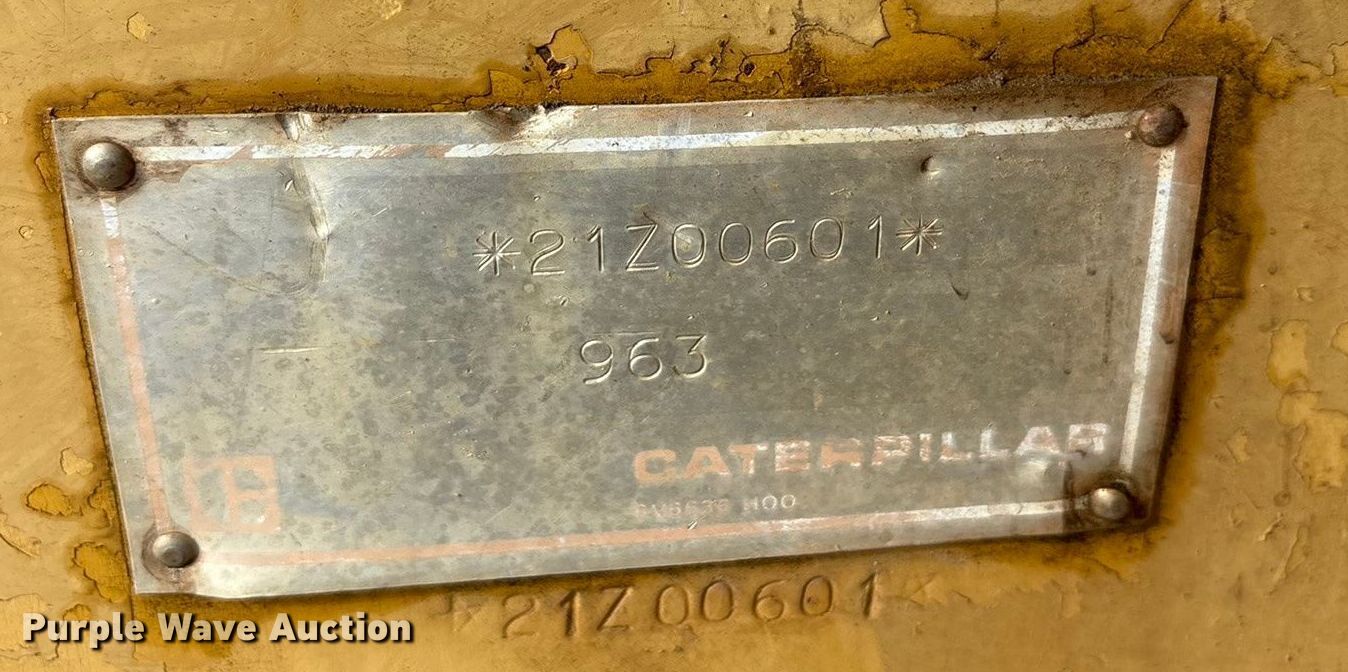 *21Z00601*
963
CATERPILLAR
*21Z00601*
Purple Wave Auction